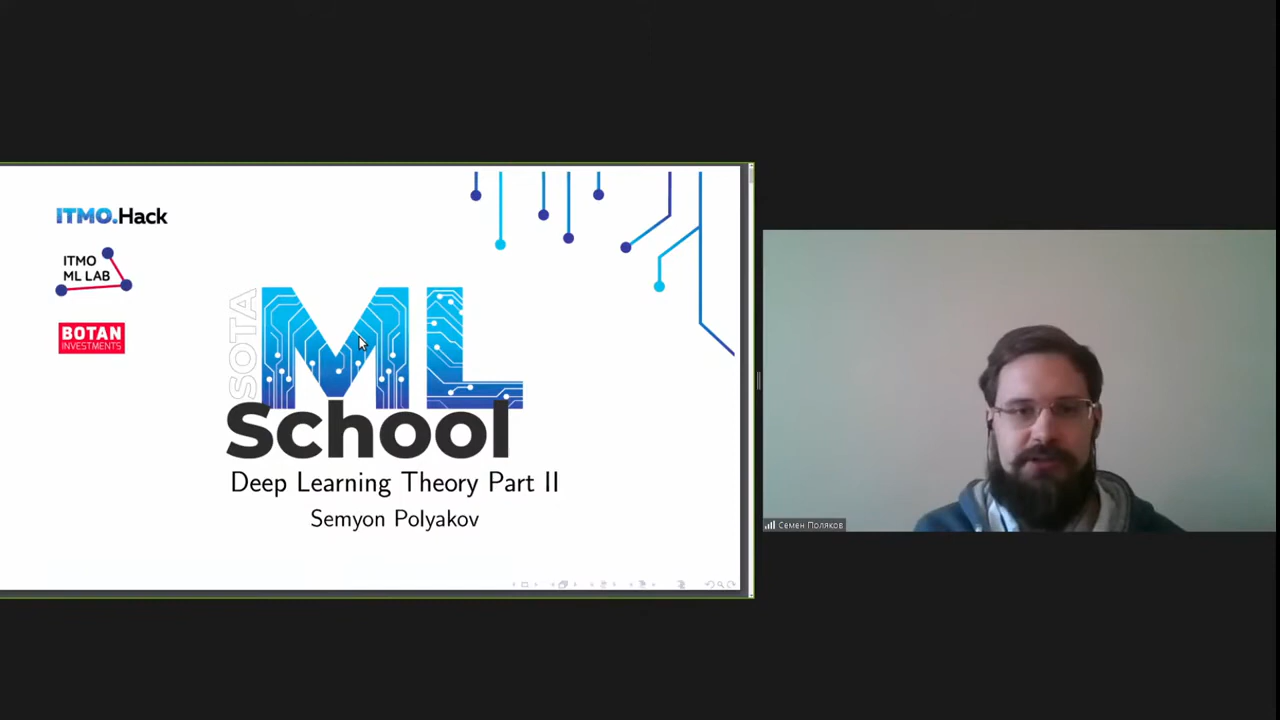 ITMO.Hack
ITMO
ML LAB
BOTAN
INVESTMENTS
SOTA
ML
School
Deep Learning Theory Part II
Semyon Polyakov
Семен Поляков